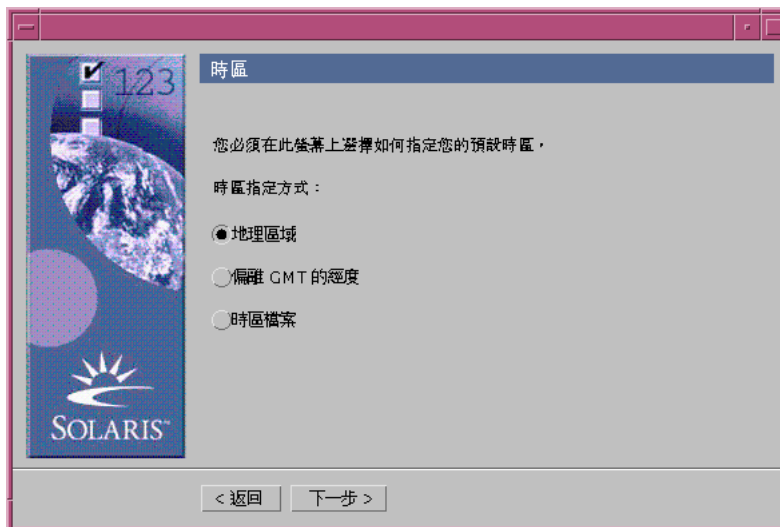 123
時區
您必須在此螢幕上選擇如何指定您的預設時區，
時區指定方式：
地理區域
偏離 GMT 的經度
時區檔案
SOLARIS™
< 返回
下一步 >